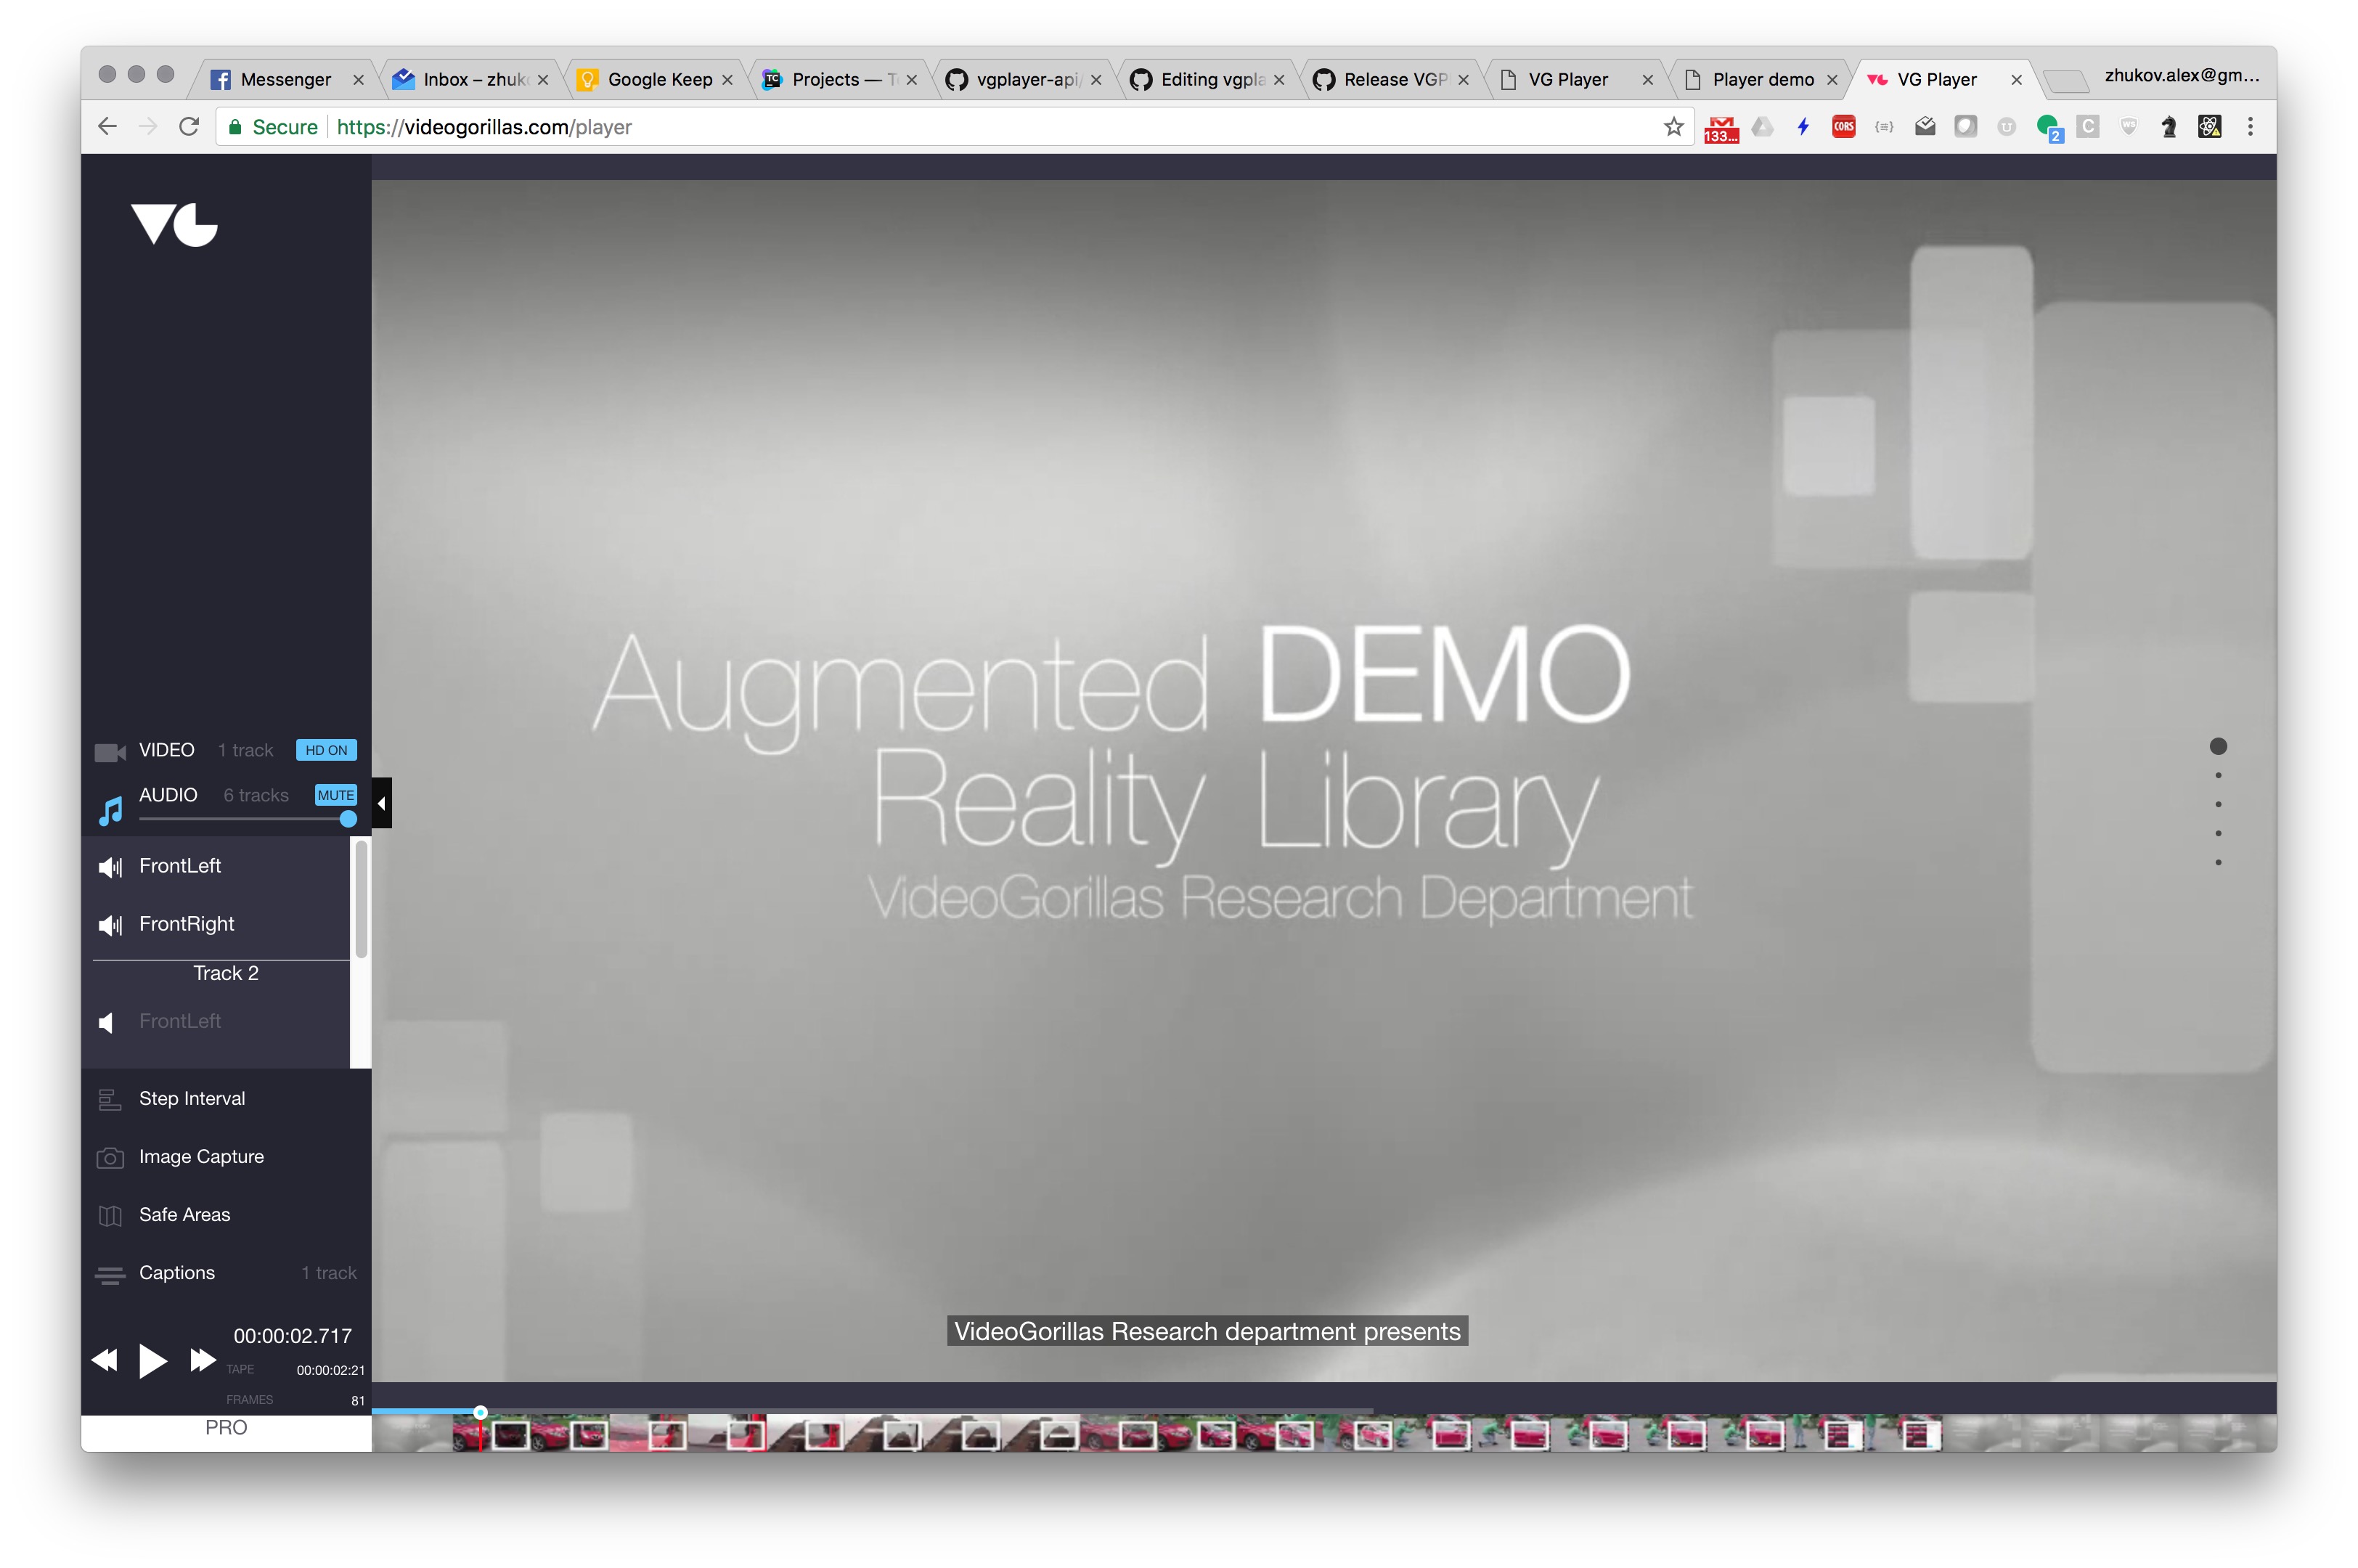 Messenger
Inbox – zhuk
Google Keep
Projects — T
vgplayer-api/
Editing vgpla
Release VGP
VG Player
Player demo
VG Player
zhukov.alex@gm...
Secure
https://videogorillas.com/player
133...
CORS
2
C
VG
VIDEO 1 track HD ON
AUDIO 6 tracks MUTE
FrontLeft
FrontRight
Track 2
FrontLeft
Step Interval
Image Capture
Safe Areas
Captions 1 track
00:00:02.717
TAPE 00:00:02:21
FRAMES 81
PRO
Augmented DEMO
Reality Library
VideoGorillas Research Department
VideoGorillas Research department presents